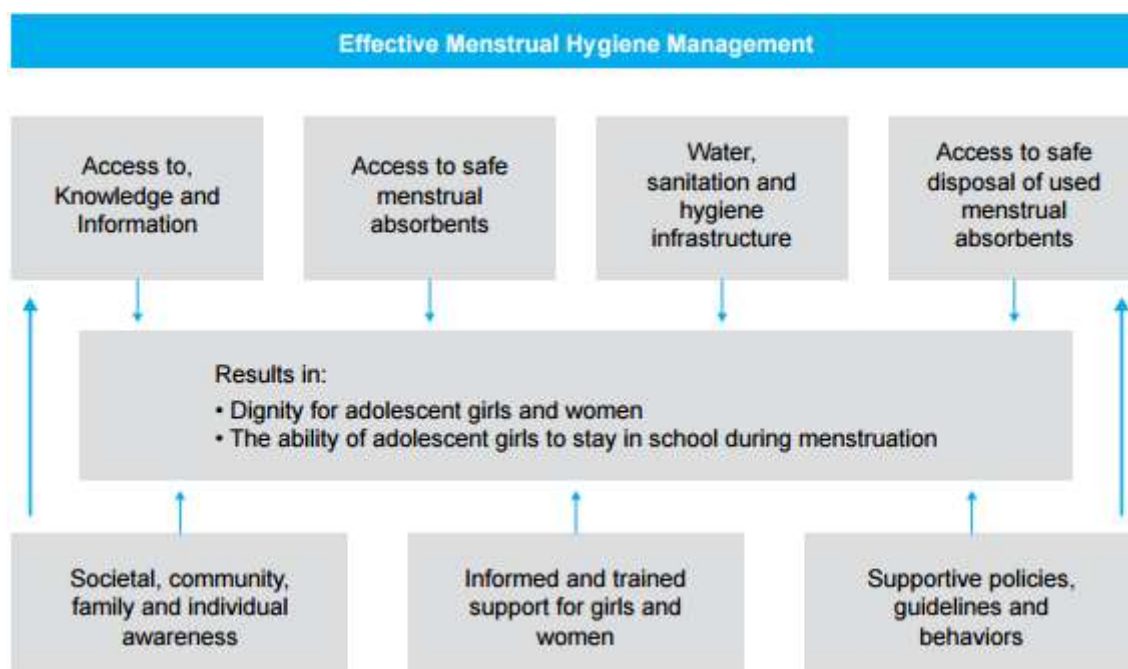 Effective Menstrual Hygiene Management
Access to,
Knowledge and
Information
Access to safe
menstrual
absorbents
Water,
sanitation and
hygiene
infrastructure
Access to safe
disposal of used
menstrual
absorbents
Results in:
• Dignity for adolescent girls and women
• The ability of adolescent girls to stay in school during menstruation
Societal, community,
family and individual
awareness
Informed and trained
support for girls and
women
Supportive policies,
guidelines and
behaviors